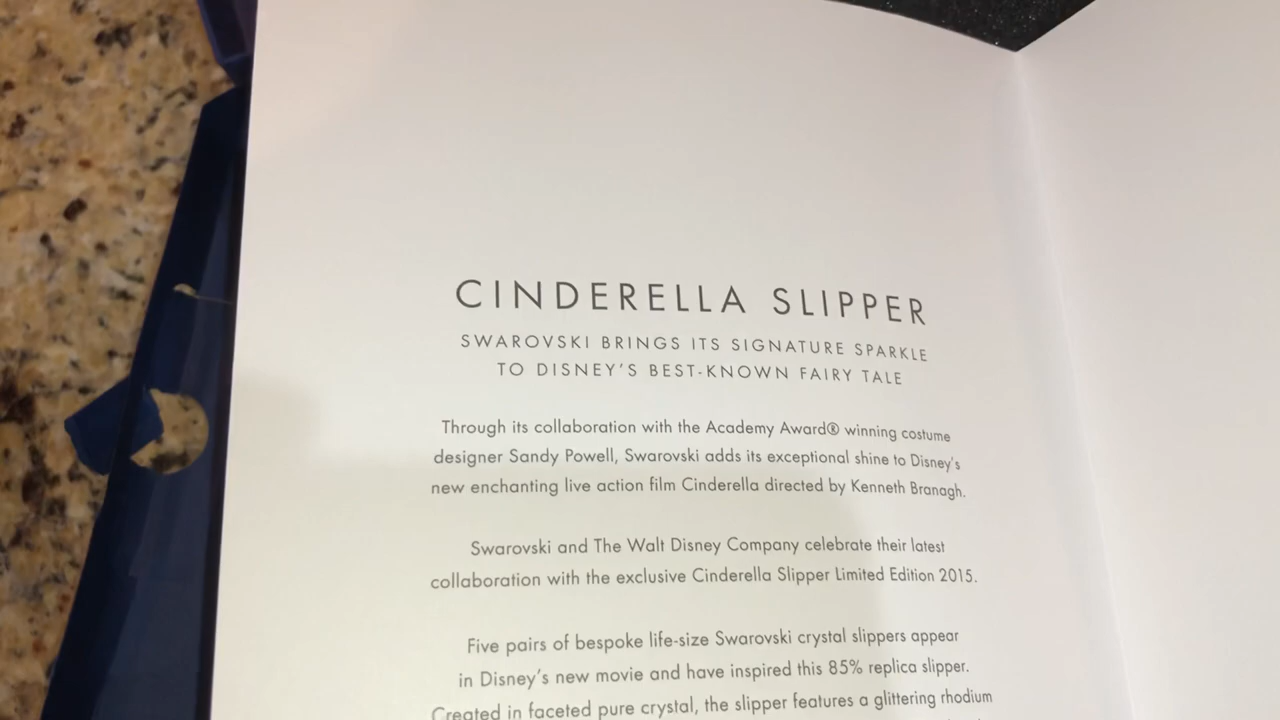 CINDERELLA SLIPPER
SWAROVSKI BRINGS ITS SIGNATURE SPARKLE
TO DISNEY'S BEST-KNOWN FAIRY TALE
Through its collaboration with the Academy Award® winning costume
designer Sandy Powell, Swarovski adds its exceptional shine to Disney's
new enchanting live action film Cinderella directed by Kenneth Branagh.
Swarovski and The Walt Disney Company celebrate their latest
collaboration with the exclusive Cinderella Slipper Limited Edition 2015.
Five pairs of bespoke life-size Swarovski crystal slippers appear
in Disney's new movie and have inspired this 85% replica slipper.
Created in faceted pure crystal, the slipper features a glittering rhodium